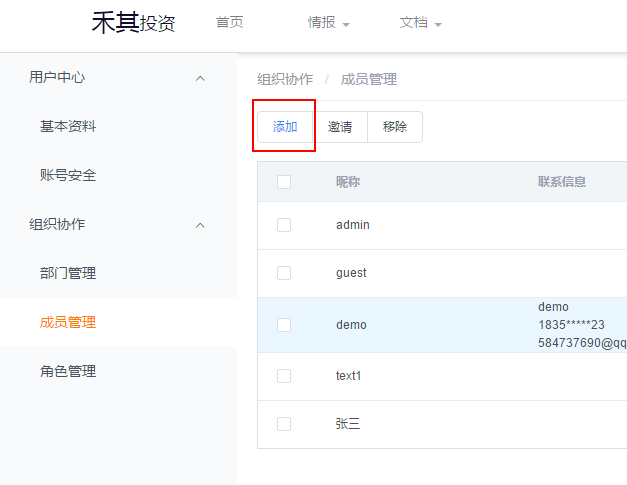 禾其投资 首页 情报 文档
用户中心
基本资料
账号安全
组织协作
部门管理
成员管理
角色管理
组织协作 / 成员管理
添加 邀请 移除
昵称 联系信息
admin
guest
demo
demo
1835*****23
584737690@qq
text1
张三